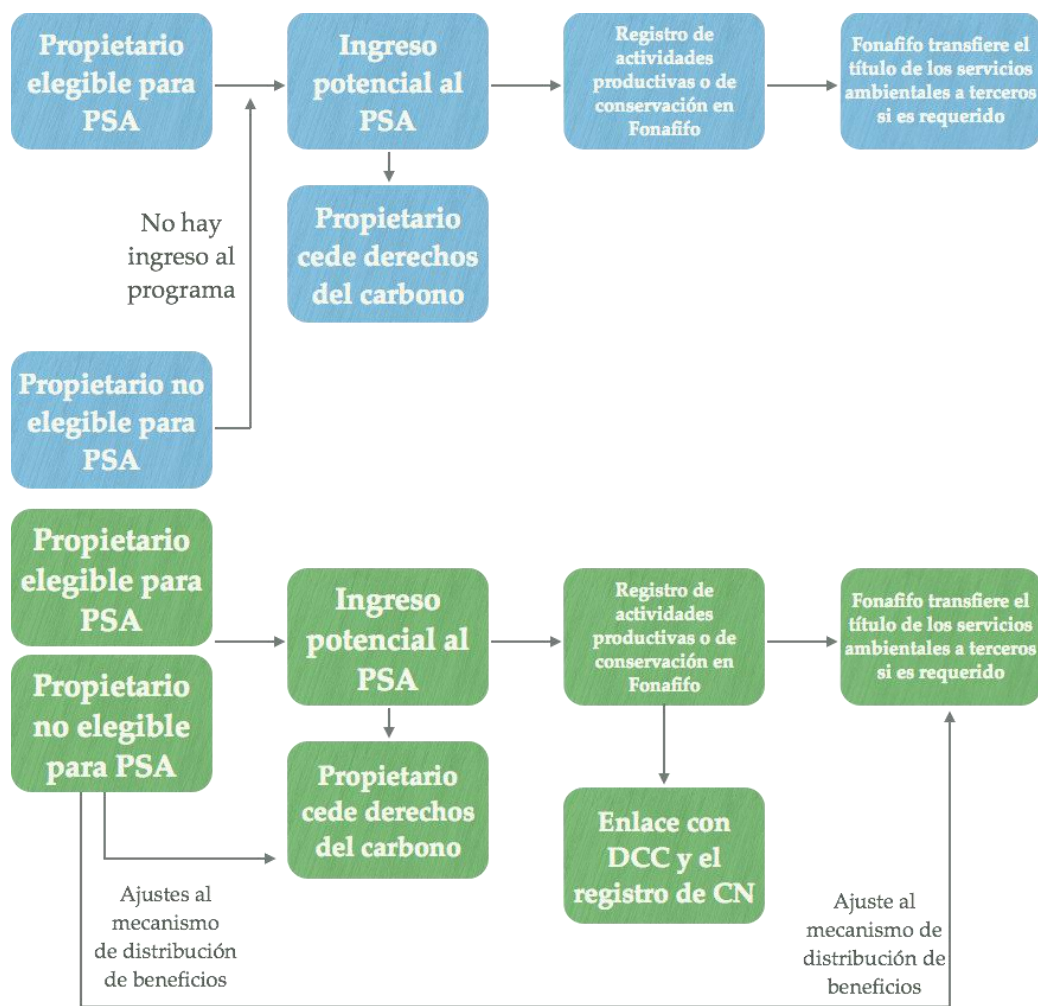 Propietario
elegible para
PSA
Ingreso
potencial al
PSA
Registro de
actividades
productivas o de
conservación en
Fonafifo
Fonafifo transfiere el
título de los servicios
ambientales a terceros
si es requerido
No hay
ingreso al
programa
Propietario
cede derechos
del carbono
Propietario no
elegible para
PSA
Propietario
elegible para
PSA
Propietario
no elegible
para PSA
Ingreso
potencial al
PSA
Registro de
actividades
productivas o de
conservación en
Fonafifo
Fonafifo transfiere el
título de los servicios
ambientales a terceros
si es requerido
Propietario
cede derechos
del carbono
Enlace con
DCC y el
registro de CN
Ajustes al
mecanismo
de distribución
de beneficios
Ajuste al
mecanismo de
distribución de
beneficios